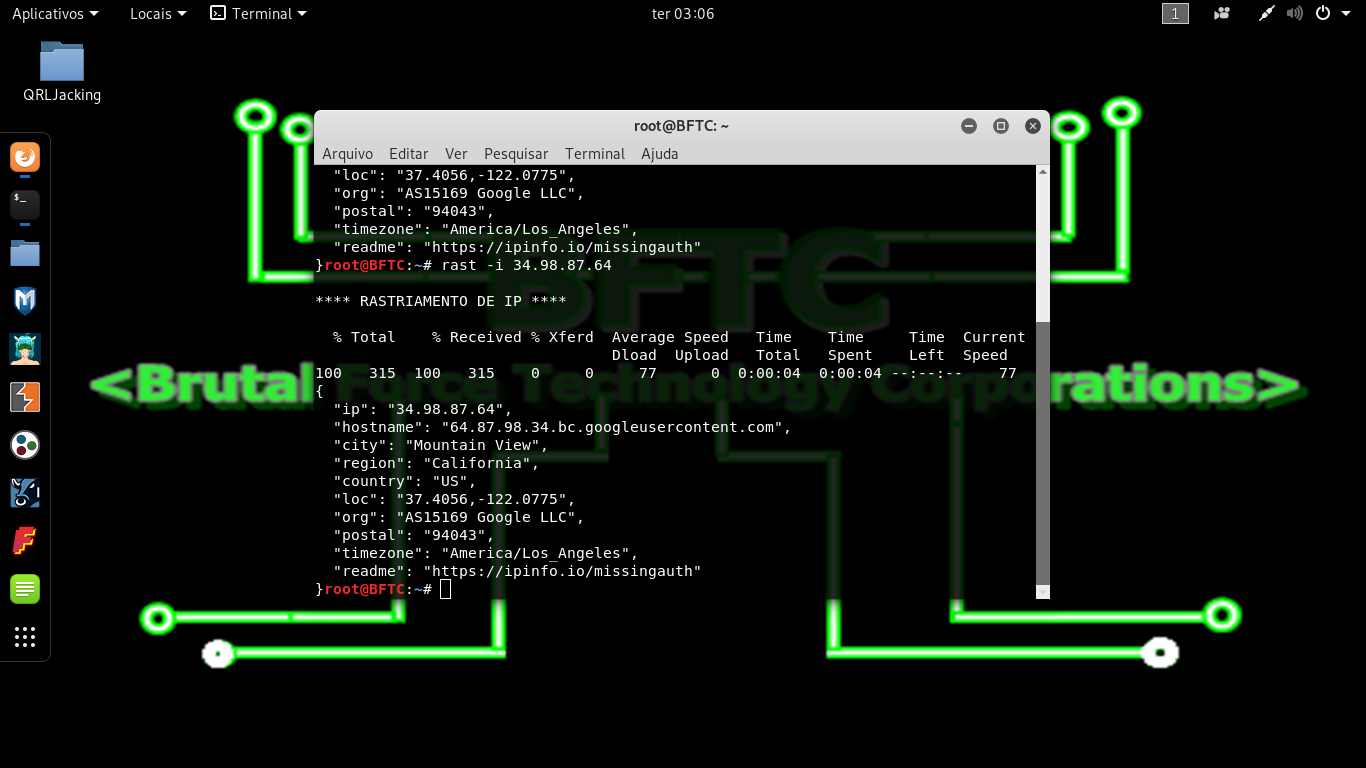 Aplicativos Locais Terminal ter 03:06 1
QRLJacking
root@BFTC: ~
Arquivo Editar Ver Pesquisar Terminal Ajuda
"loc": "37.4056,-122.0775",
"org": "AS15169 Google LLC",
"postal": "94043",
"timezone": "America/Los_Angeles",
"readme": "https://ipinfo.io/missingauth"
}root@BFTC:~# rast -i 34.98.87.64
**** RASTRIAMENTO DE IP ****
% Total % Received % Xferd Average Speed Time Time Time Current
Dload Upload Total Spent Left Speed
100 315 100 315 0 0 77 0 0:00:04 0:00:04 --:--:-- 77
{
"ip": "34.98.87.64",
"hostname": "64.87.98.34.bc.googleusercontent.com",
"city": "Mountain View",
"region": "California",
"country": "US",
"loc": "37.4056,-122.0775",
"org": "AS15169 Google LLC",
"postal": "94043",
"timezone": "America/Los_Angeles",
"readme": "https://ipinfo.io/missingauth"
}root@BFTC:~#
BFTC
<Brutal Force Technology Corporations>